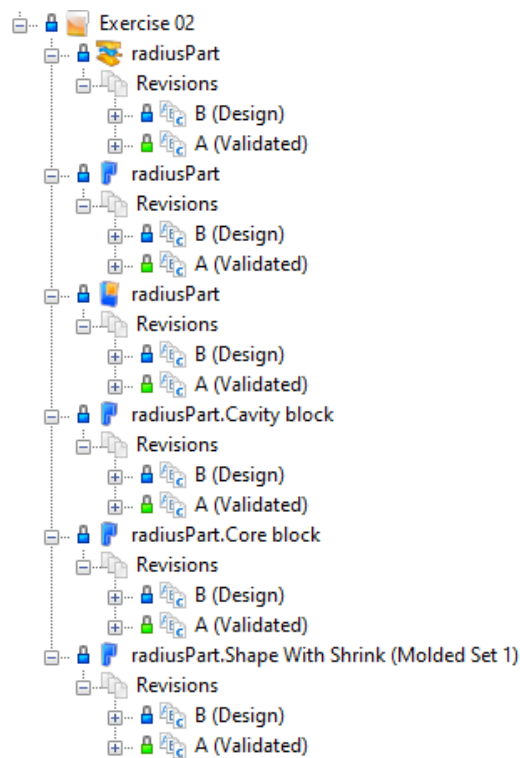 Exercise 02
radiusPart
Revisions
B (Design)
A (Validated)
radiusPart
Revisions
B (Design)
A (Validated)
radiusPart
Revisions
B (Design)
A (Validated)
radiusPart.Cavity block
Revisions
B (Design)
A (Validated)
radiusPart.Core block
Revisions
B (Design)
A (Validated)
radiusPart.Shape With Shrink (Molded Set 1)
Revisions
B (Design)
A (Validated)